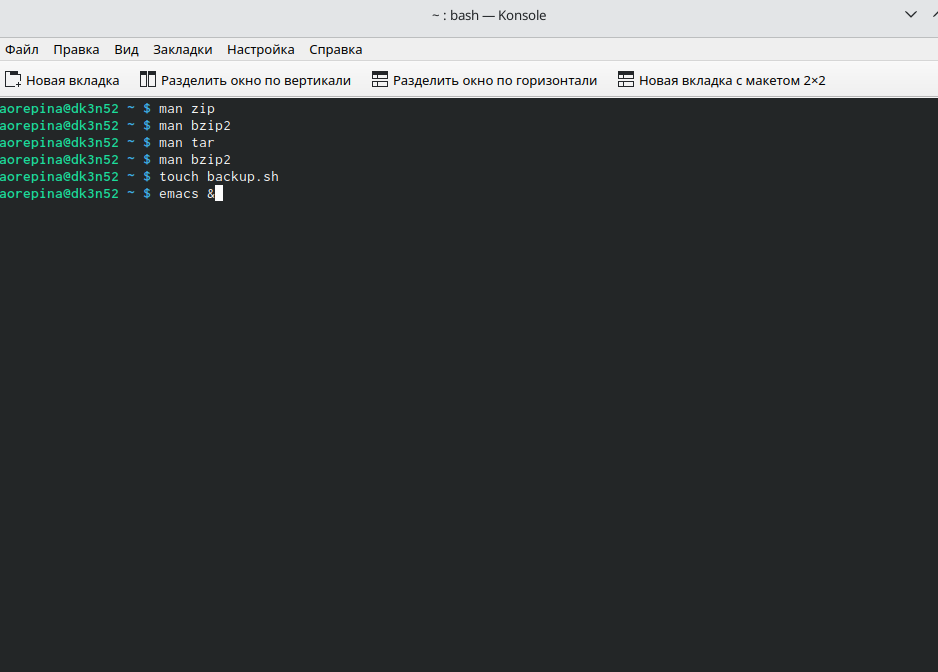 ~ : bash — Konsole
Файл Правка Вид Закладки Настройка Справка
Новая вкладка Разделить окно по вертикали Разделить окно по горизонтали Новая вкладка с макетом 2×2
aorepina@dk3n52 ~ $ man zip
aorepina@dk3n52 ~ $ man bzip2
aorepina@dk3n52 ~ $ man tar
aorepina@dk3n52 ~ $ man bzip2
aorepina@dk3n52 ~ $ touch backup.sh
aorepina@dk3n52 ~ $ emacs &